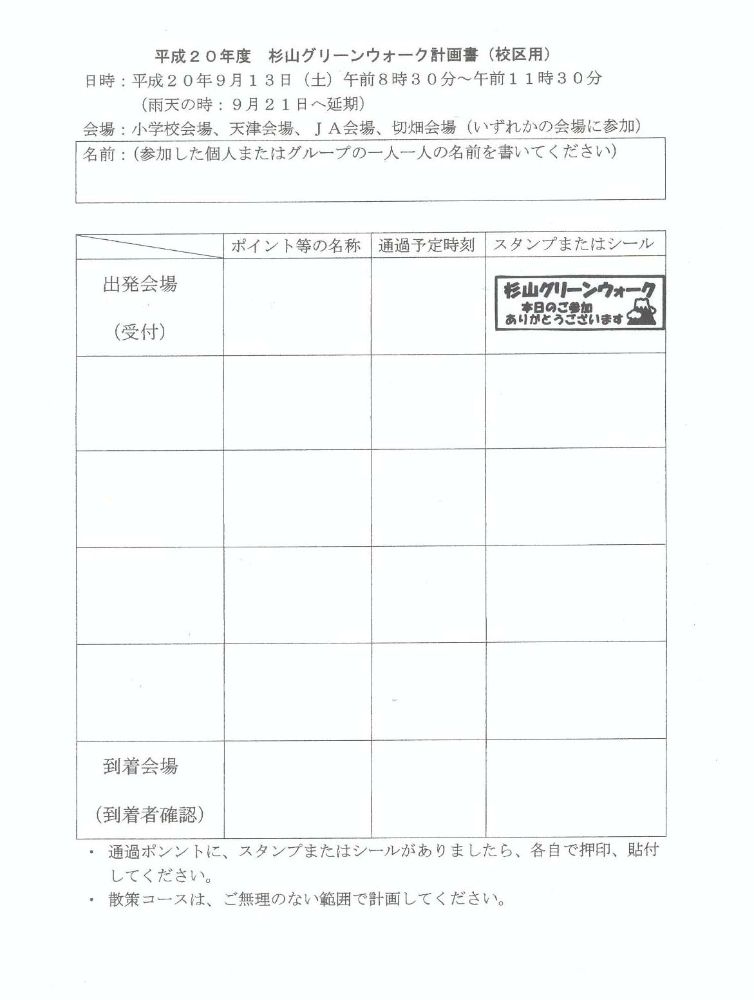 平成２０年度　杉山グリーンウォーク計画書（校区用）
日時：平成２０年９月１３日（土）午前８時３０分～午前１１時３０分
（雨天の時：９月２１日へ延期）
会場：小学校会場、天津会場、ＪＡ会場、切畑会場（いずれかの会場に参加）
名前：（参加した個人またはグループの一人一人の名前を書いてください）
ポイント等の名称　通過予定時刻　スタンプまたはシール
出発会場
（受付）
杉山グリーンウォーク
本日のご参加
ありがとうございます
到着会場
（到着者確認）
・ 通過ポンントに、スタンプまたはシールがありましたら、各自で押印、貼付
してください。
・ 散策コースは、ご無理のない範囲で計画してください。